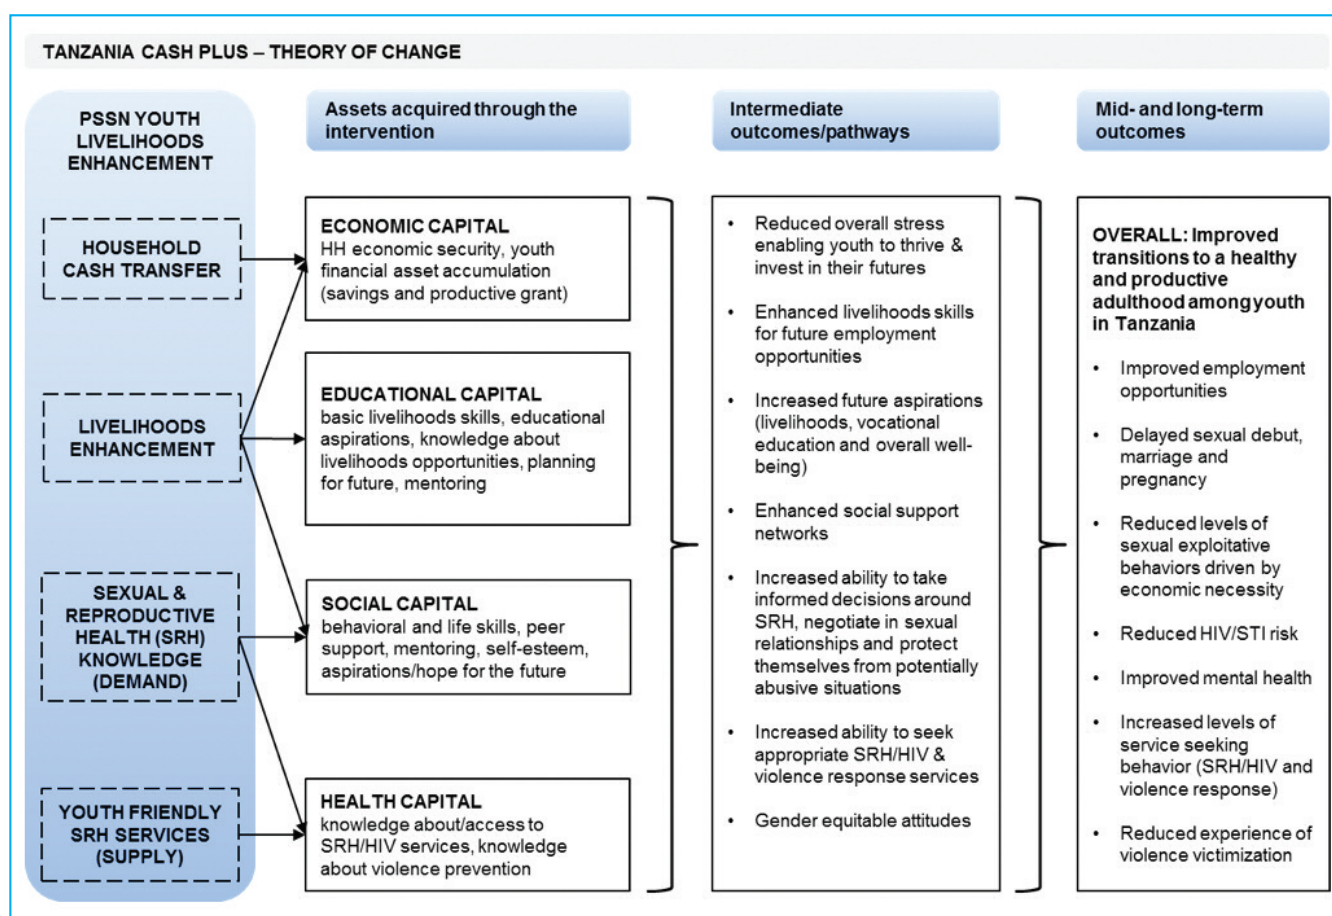 TANZANIA CASH PLUS – THEORY OF CHANGE
PSSN YOUTH
LIVELIHOODS
ENHANCEMENT
HOUSEHOLD
CASH TRANSFER
LIVELIHOODS
ENHANCEMENT
SEXUAL &
REPRODUCTIVE
HEALTH (SRH)
KNOWLEDGE
(DEMAND)
YOUTH FRIENDLY
SRH SERVICES
(SUPPLY)
Assets acquired through the
intervention
ECONOMIC CAPITAL
HH economic security, youth
financial asset accumulation
(savings and productive grant)
EDUCATIONAL CAPITAL
basic livelihoods skills, educational
aspirations, knowledge about
livelihoods opportunities, planning
for future, mentoring
SOCIAL CAPITAL
behavioral and life skills, peer
support, mentoring, self-esteem,
aspirations/hope for the future
HEALTH CAPITAL
knowledge about/access to
SRH/HIV services, knowledge
about violence prevention
Intermediate
outcomes/pathways
• Reduced overall stress
enabling youth to thrive &
invest in their futures
• Enhanced livelihoods skills
for future employment
opportunities
• Increased future aspirations
(livelihoods, vocational
education and overall well-
being)
• Enhanced social support
networks
• Increased ability to take
informed decisions around
SRH, negotiate in sexual
relationships and protect
themselves from potentially
abusive situations
• Increased ability to seek
appropriate SRH/HIV &
violence response services
• Gender equitable attitudes
Mid- and long-term
outcomes
OVERALL: Improved
transitions to a healthy
and productive
adulthood among youth
in Tanzania
• Improved employment
opportunities
• Delayed sexual debut,
marriage and
pregnancy
• Reduced levels of
sexual exploitative
behaviors driven by
economic necessity
• Reduced HIV/STI risk
• Improved mental health
• Increased levels of
service seeking
behavior (SRH/HIV and
violence response)
• Reduced experience of
violence victimization